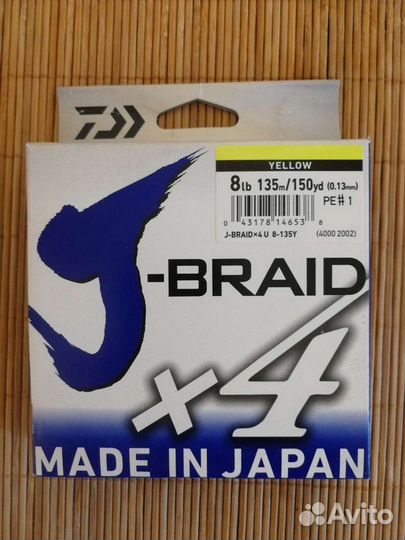 YELLOW
8lb 135m/150yd (0.13mm)
PE#1
0 43178 14653 8
J-BRAID×4 U 8-135Y (4000 2002)
J-BRAID
×4
MADE IN JAPAN
Avito